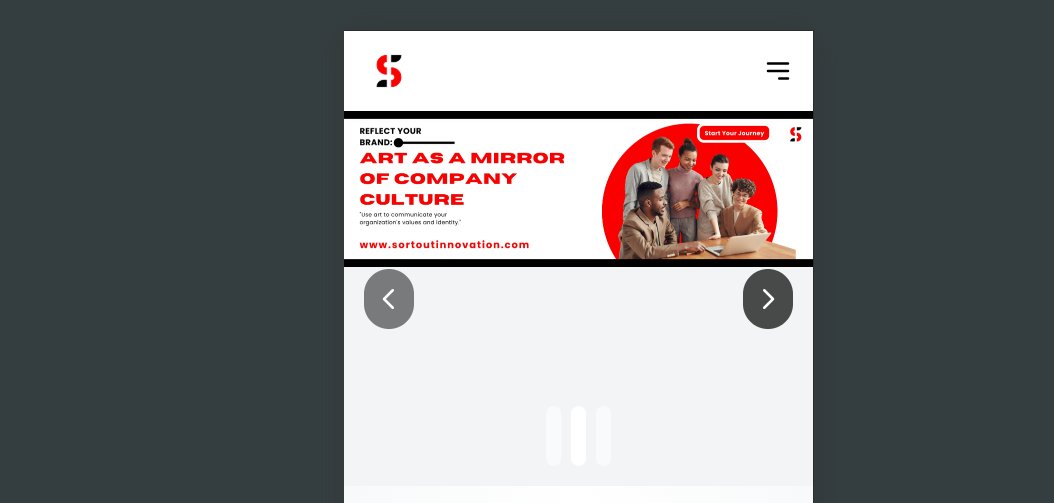 REFLECT YOUR
BRAND:
ART AS A MIRROR
OF COMPANY
CULTURE
"Use art to communicate your
organization's values and identity."
www.sortoutinnovation.com
Start Your Journey